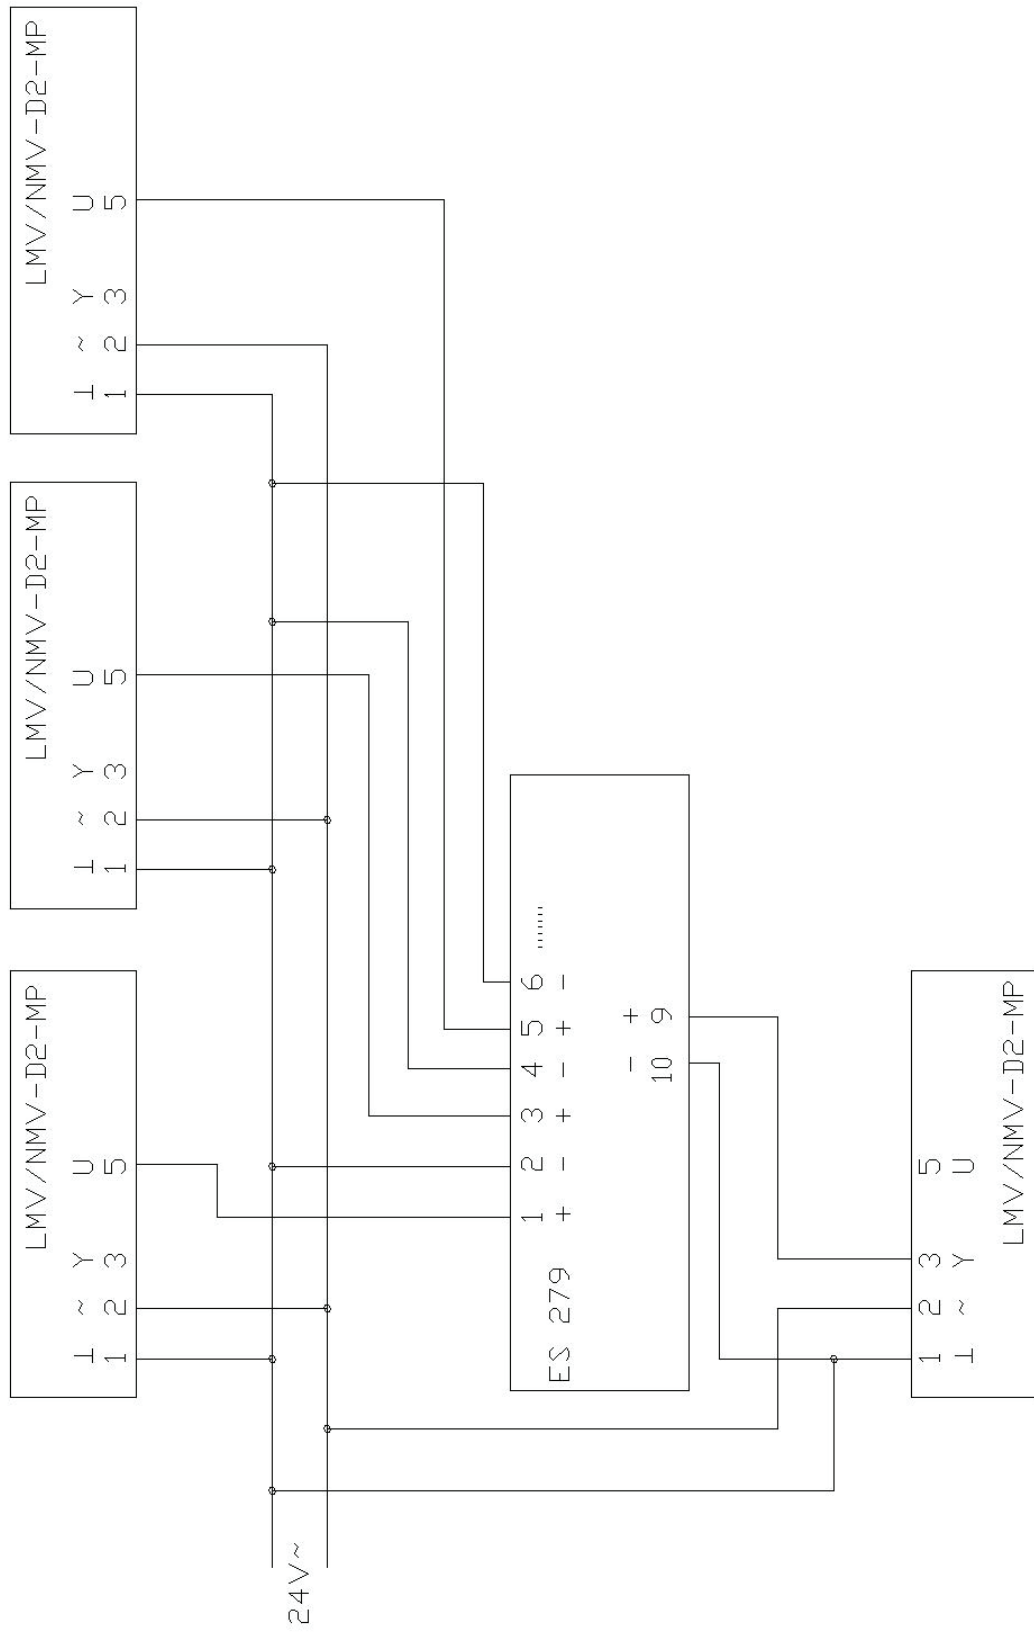 LMV/NMV-D2-MP
⊥ ~ Y U
1 2 3 5
LMV/NMV-D2-MP
⊥ ~ Y U
1 2 3 5
LMV/NMV-D2-MP
⊥ ~ Y U
1 2 3 5
24V~
1 2 3 4 5 6 ........
+ - + - + -
ES 279
- +
10 9
1 2 3 5
⊥ ~ Y U
LMV/NMV-D2-MP